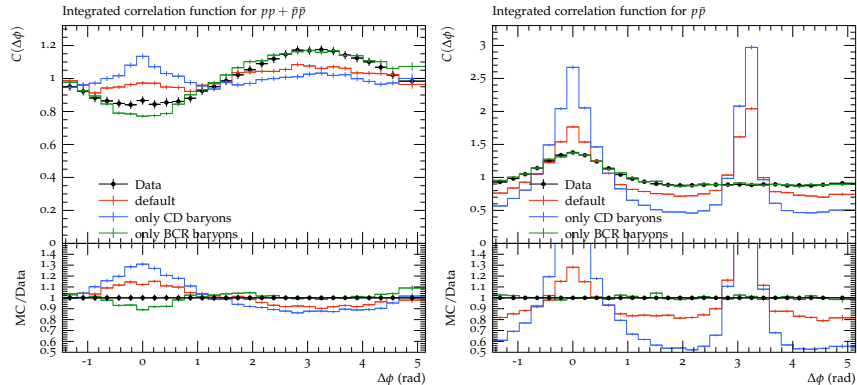 Integrated correlation function for pp + p̄p̄
C(Δϕ)
1.2
1
0.8
0.6
0.4
0.2
0
Data
default
only CD baryons
only BCR baryons
MC/Data
1.4
1.3
1.2
1.1
1
0.9
0.8
0.7
0.6
0.5
-1 0 1 2 3 4 5
Δϕ (rad)
Integrated correlation function for pp̄
C(Δϕ)
3
2.5
2
1.5
1
0.5
0
Data
default
only CD baryons
only BCR baryons
MC/Data
1.4
1.3
1.2
1.1
1
0.9
0.8
0.7
0.6
0.5
-1 0 1 2 3 4 5
Δϕ (rad)